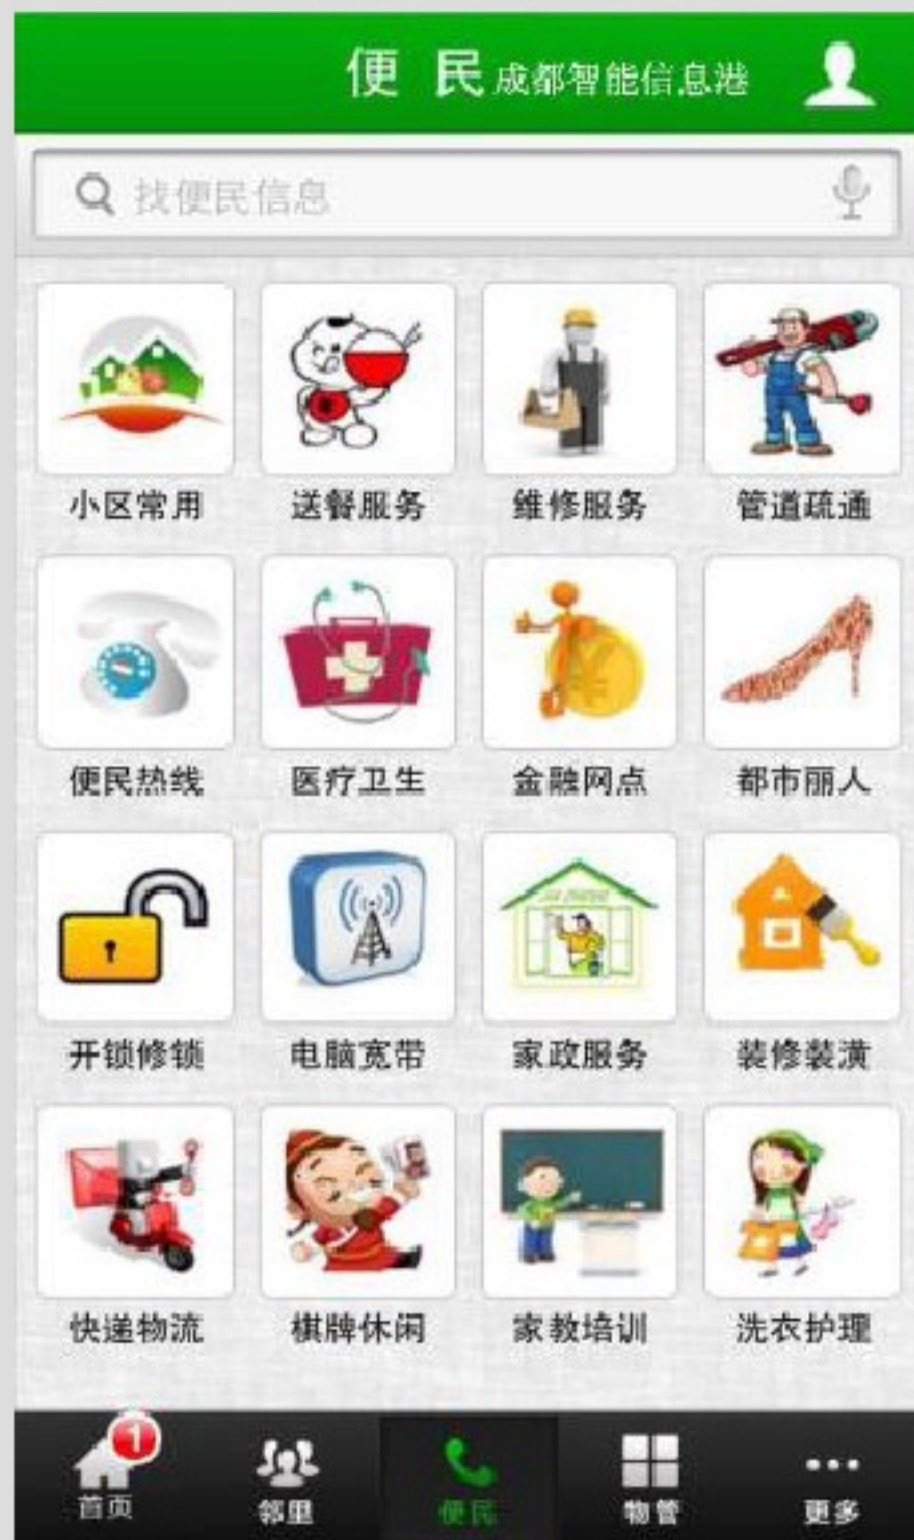 便 民 成都智能信息港
找便民信息
小区常用 送餐服务 维修服务 管道疏通
便民热线 医疗卫生 金融网点 都市丽人
开锁修锁 电脑宽带 家政服务 装修装潢
快递物流 棋牌休闲 家教培训 洗衣护理
1
首页 邻里 便民 物管 更多